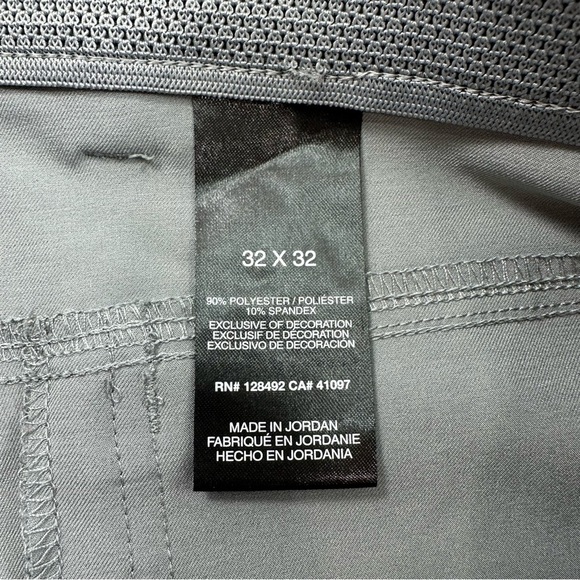 32 X 32
90% POLYESTER / POLIÉSTER
10% SPANDEX
EXCLUSIVE OF DECORATION
EXCLUSIF DE DÉCORATION
EXCLUSIVO DE DECORACIÓN
RN# 128492 CA# 41097
MADE IN JORDAN
FABRIQUÉ EN JORDANIE
HECHO EN JORDANIA